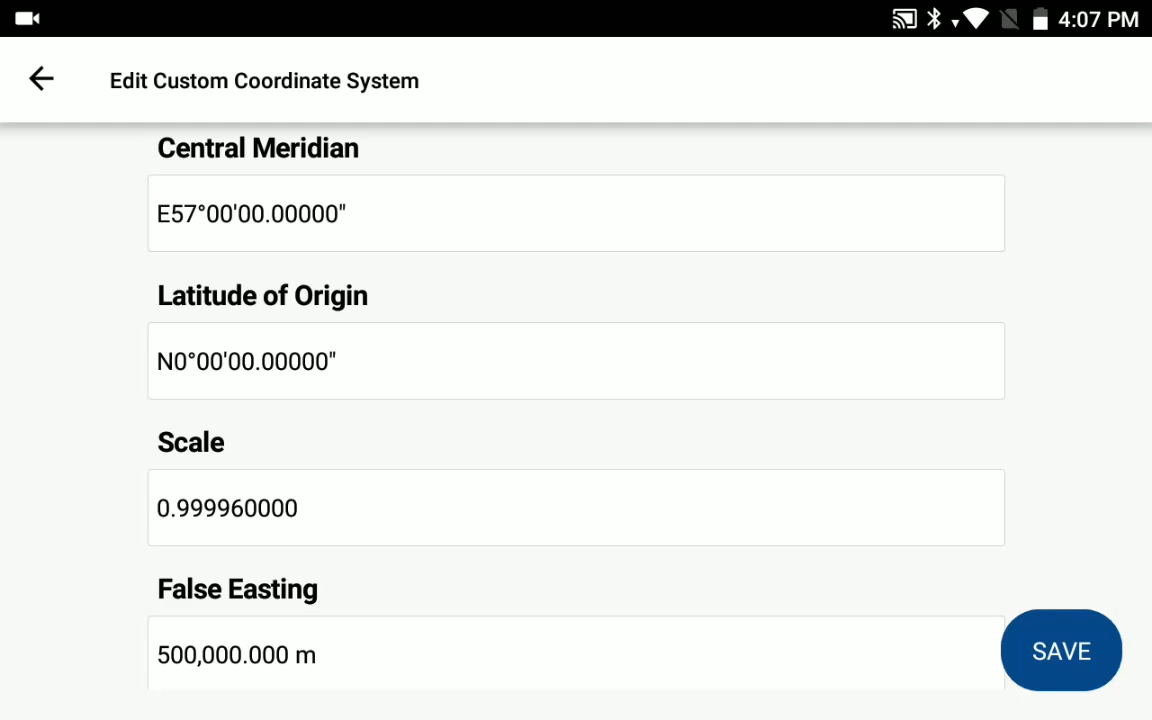 4:07 PM
Edit Custom Coordinate System
Central Meridian
E57°00'00.00000"
Latitude of Origin
N0°00'00.00000"
Scale
0.999960000
False Easting
500,000.000 m
SAVE